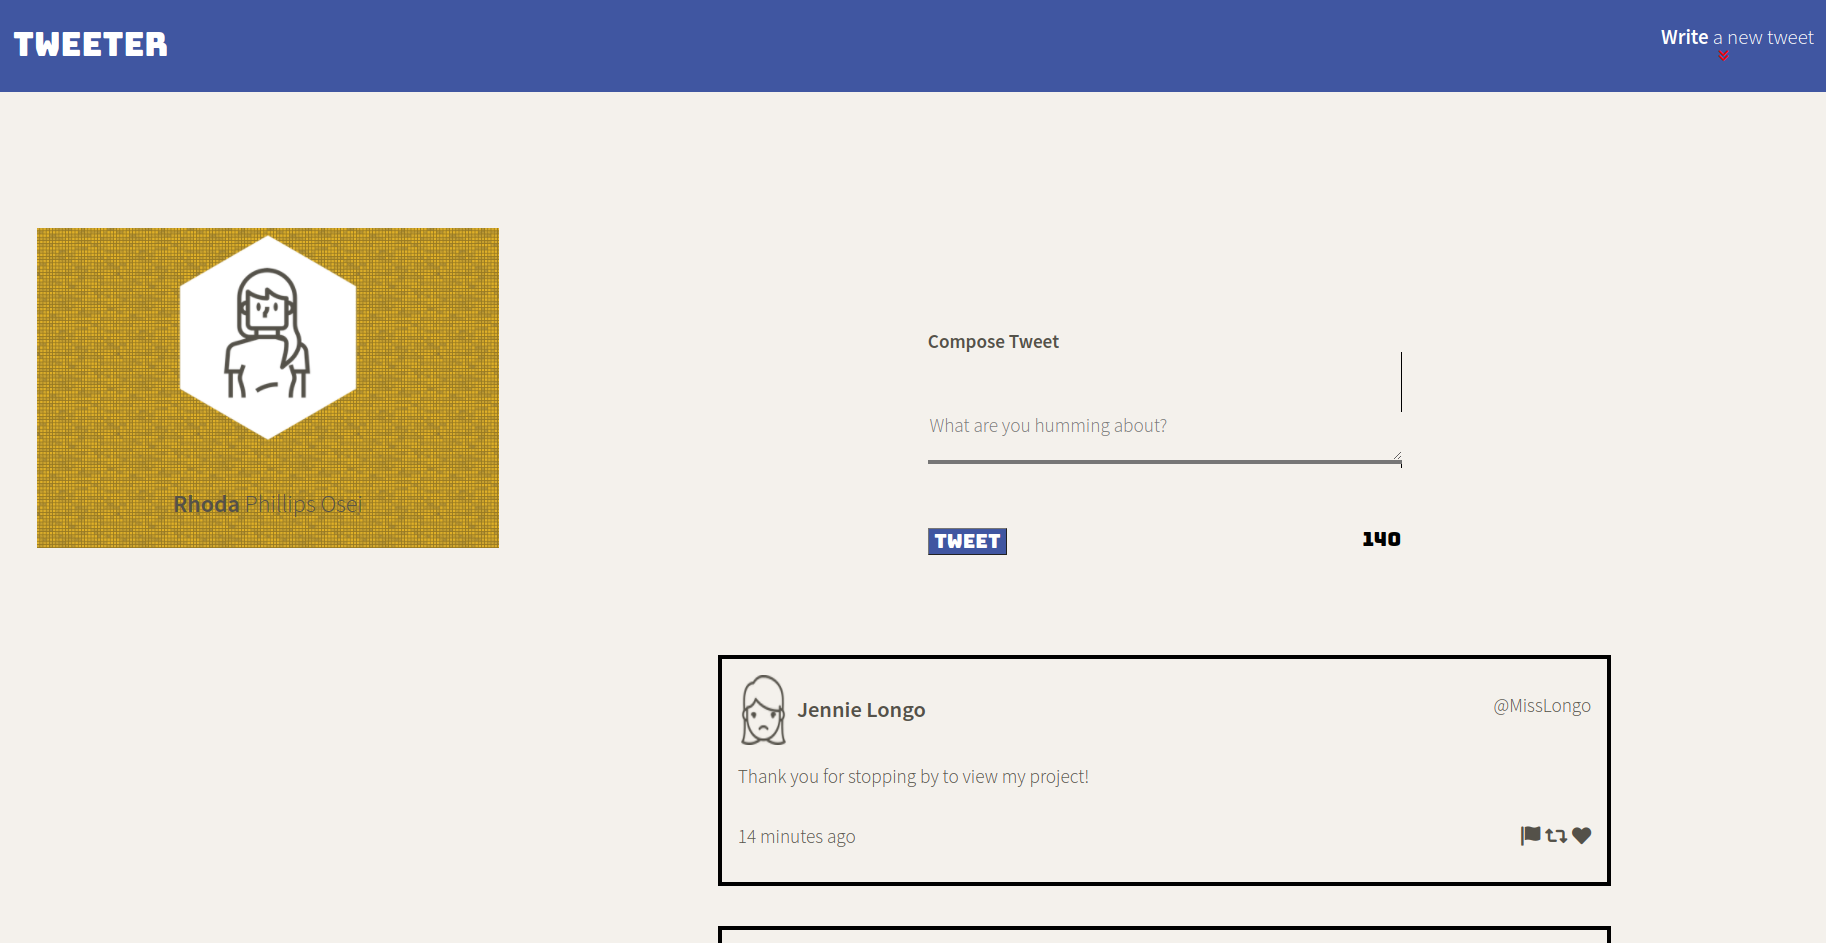 TWEETER
Write a new tweet
Rhoda Phillips Osei
Compose Tweet
What are you humming about?
TWEET
140
Jennie Longo
@MissLongo
Thank you for stopping by to view my project!
14 minutes ago